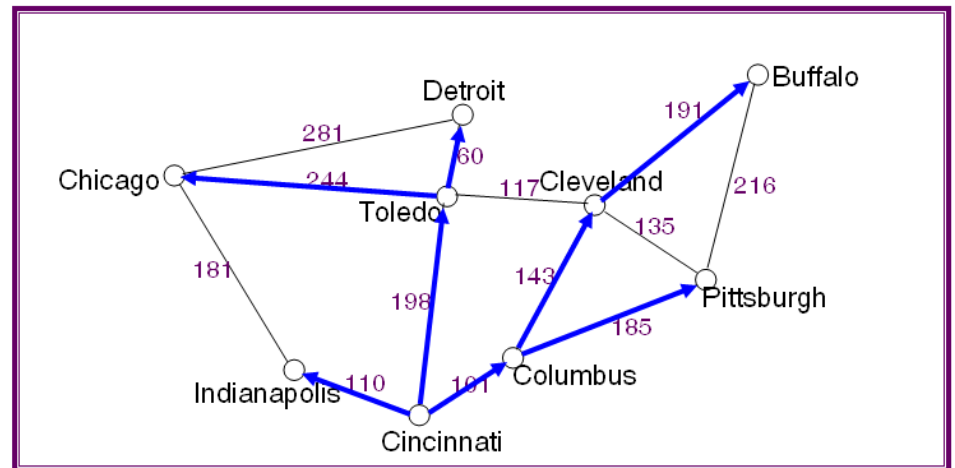 Buffalo
Detroit
191
281
60
Chicago
244
117
Cleveland
216
Toledo
135
181
143
Pittsburgh
198
185
Columbus
110
101
Indianapolis
Cincinnati